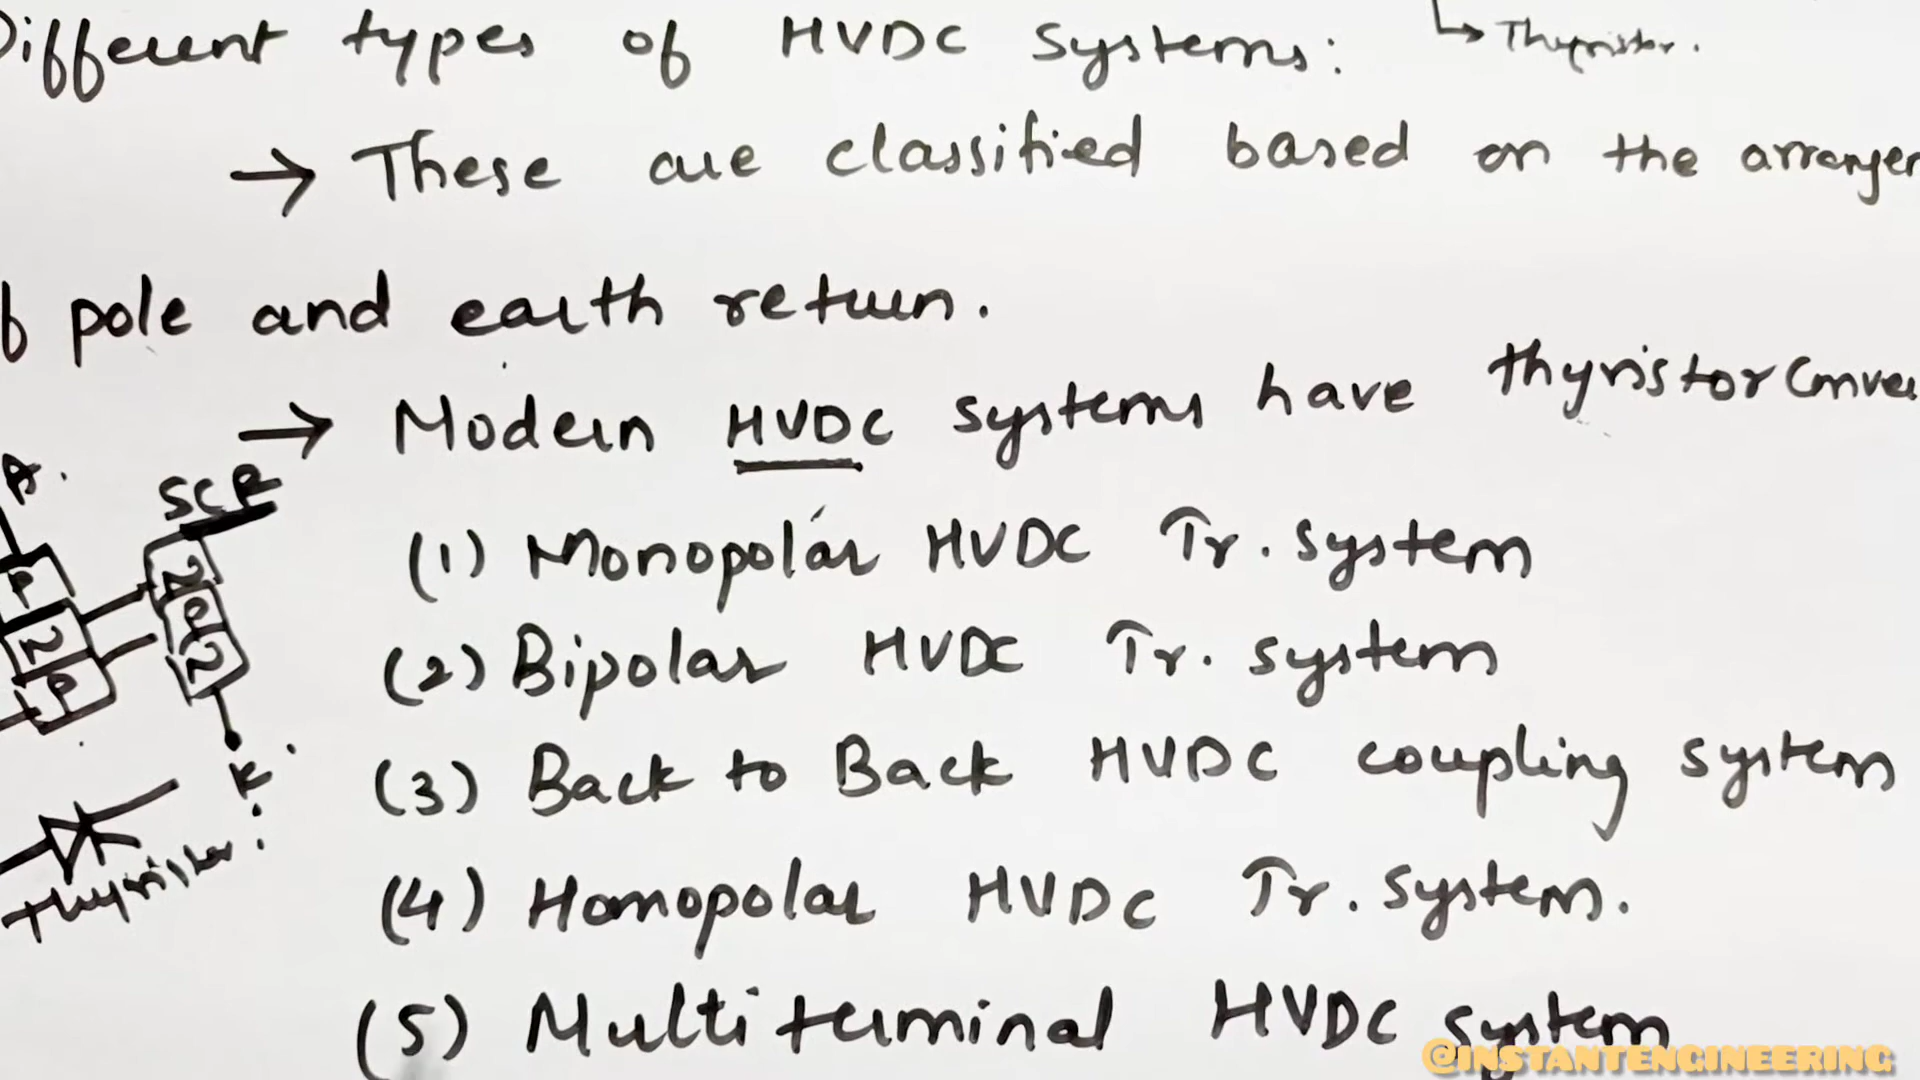 Different types of HVDC systems:
↳ Thyristor.
→ These are classified based on the arrangem
of pole and earth return.
→ Modern HVDC systems have thyristor Conver
(1) Monopolar HVDC Tr. system
(2) Bipolar HVDC Tr. system
(3) Back to Back HVDC coupling system
(4) Homopolar HVDC Tr. system.
(5) Multi terminal HVDC system
A.
SCR
P
n
P
n
P
n
K
thyristor:
@INSTANTENGINEERING